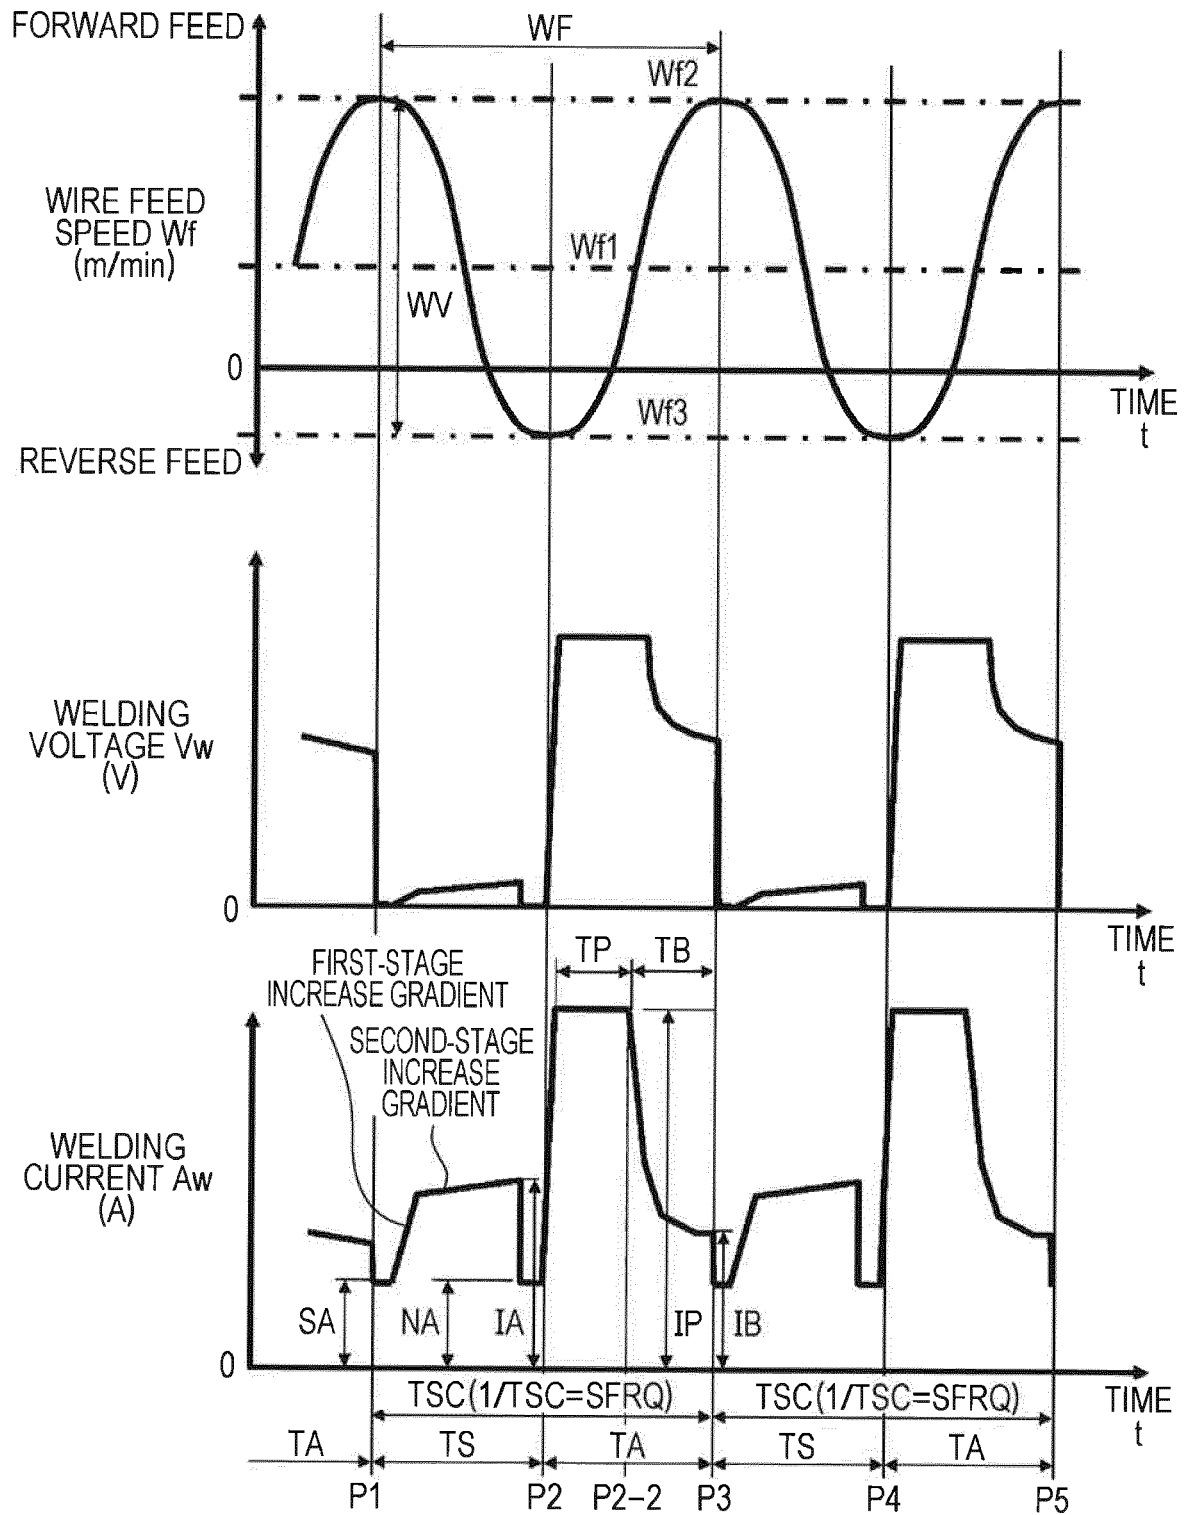 FORWARD FEED
WF
Wf2
WIRE FEED
SPEED Wf
(m/min)
Wf1
WV
0
TIME
t
Wf3
REVERSE FEED
WELDING
VOLTAGE Vw
(V)
0
TIME
t
FIRST-STAGE
INCREASE GRADIENT
TP
TB
SECOND-STAGE
INCREASE
GRADIENT
WELDING
CURRENT Aw
(A)
SA
NA
IA
IP
IB
0
TSC(1/TSC=SFRQ)
TSC(1/TSC=SFRQ)
TIME
t
TA
TS
TA
TS
TA
P1
P2
P2-2
P3
P4
P5